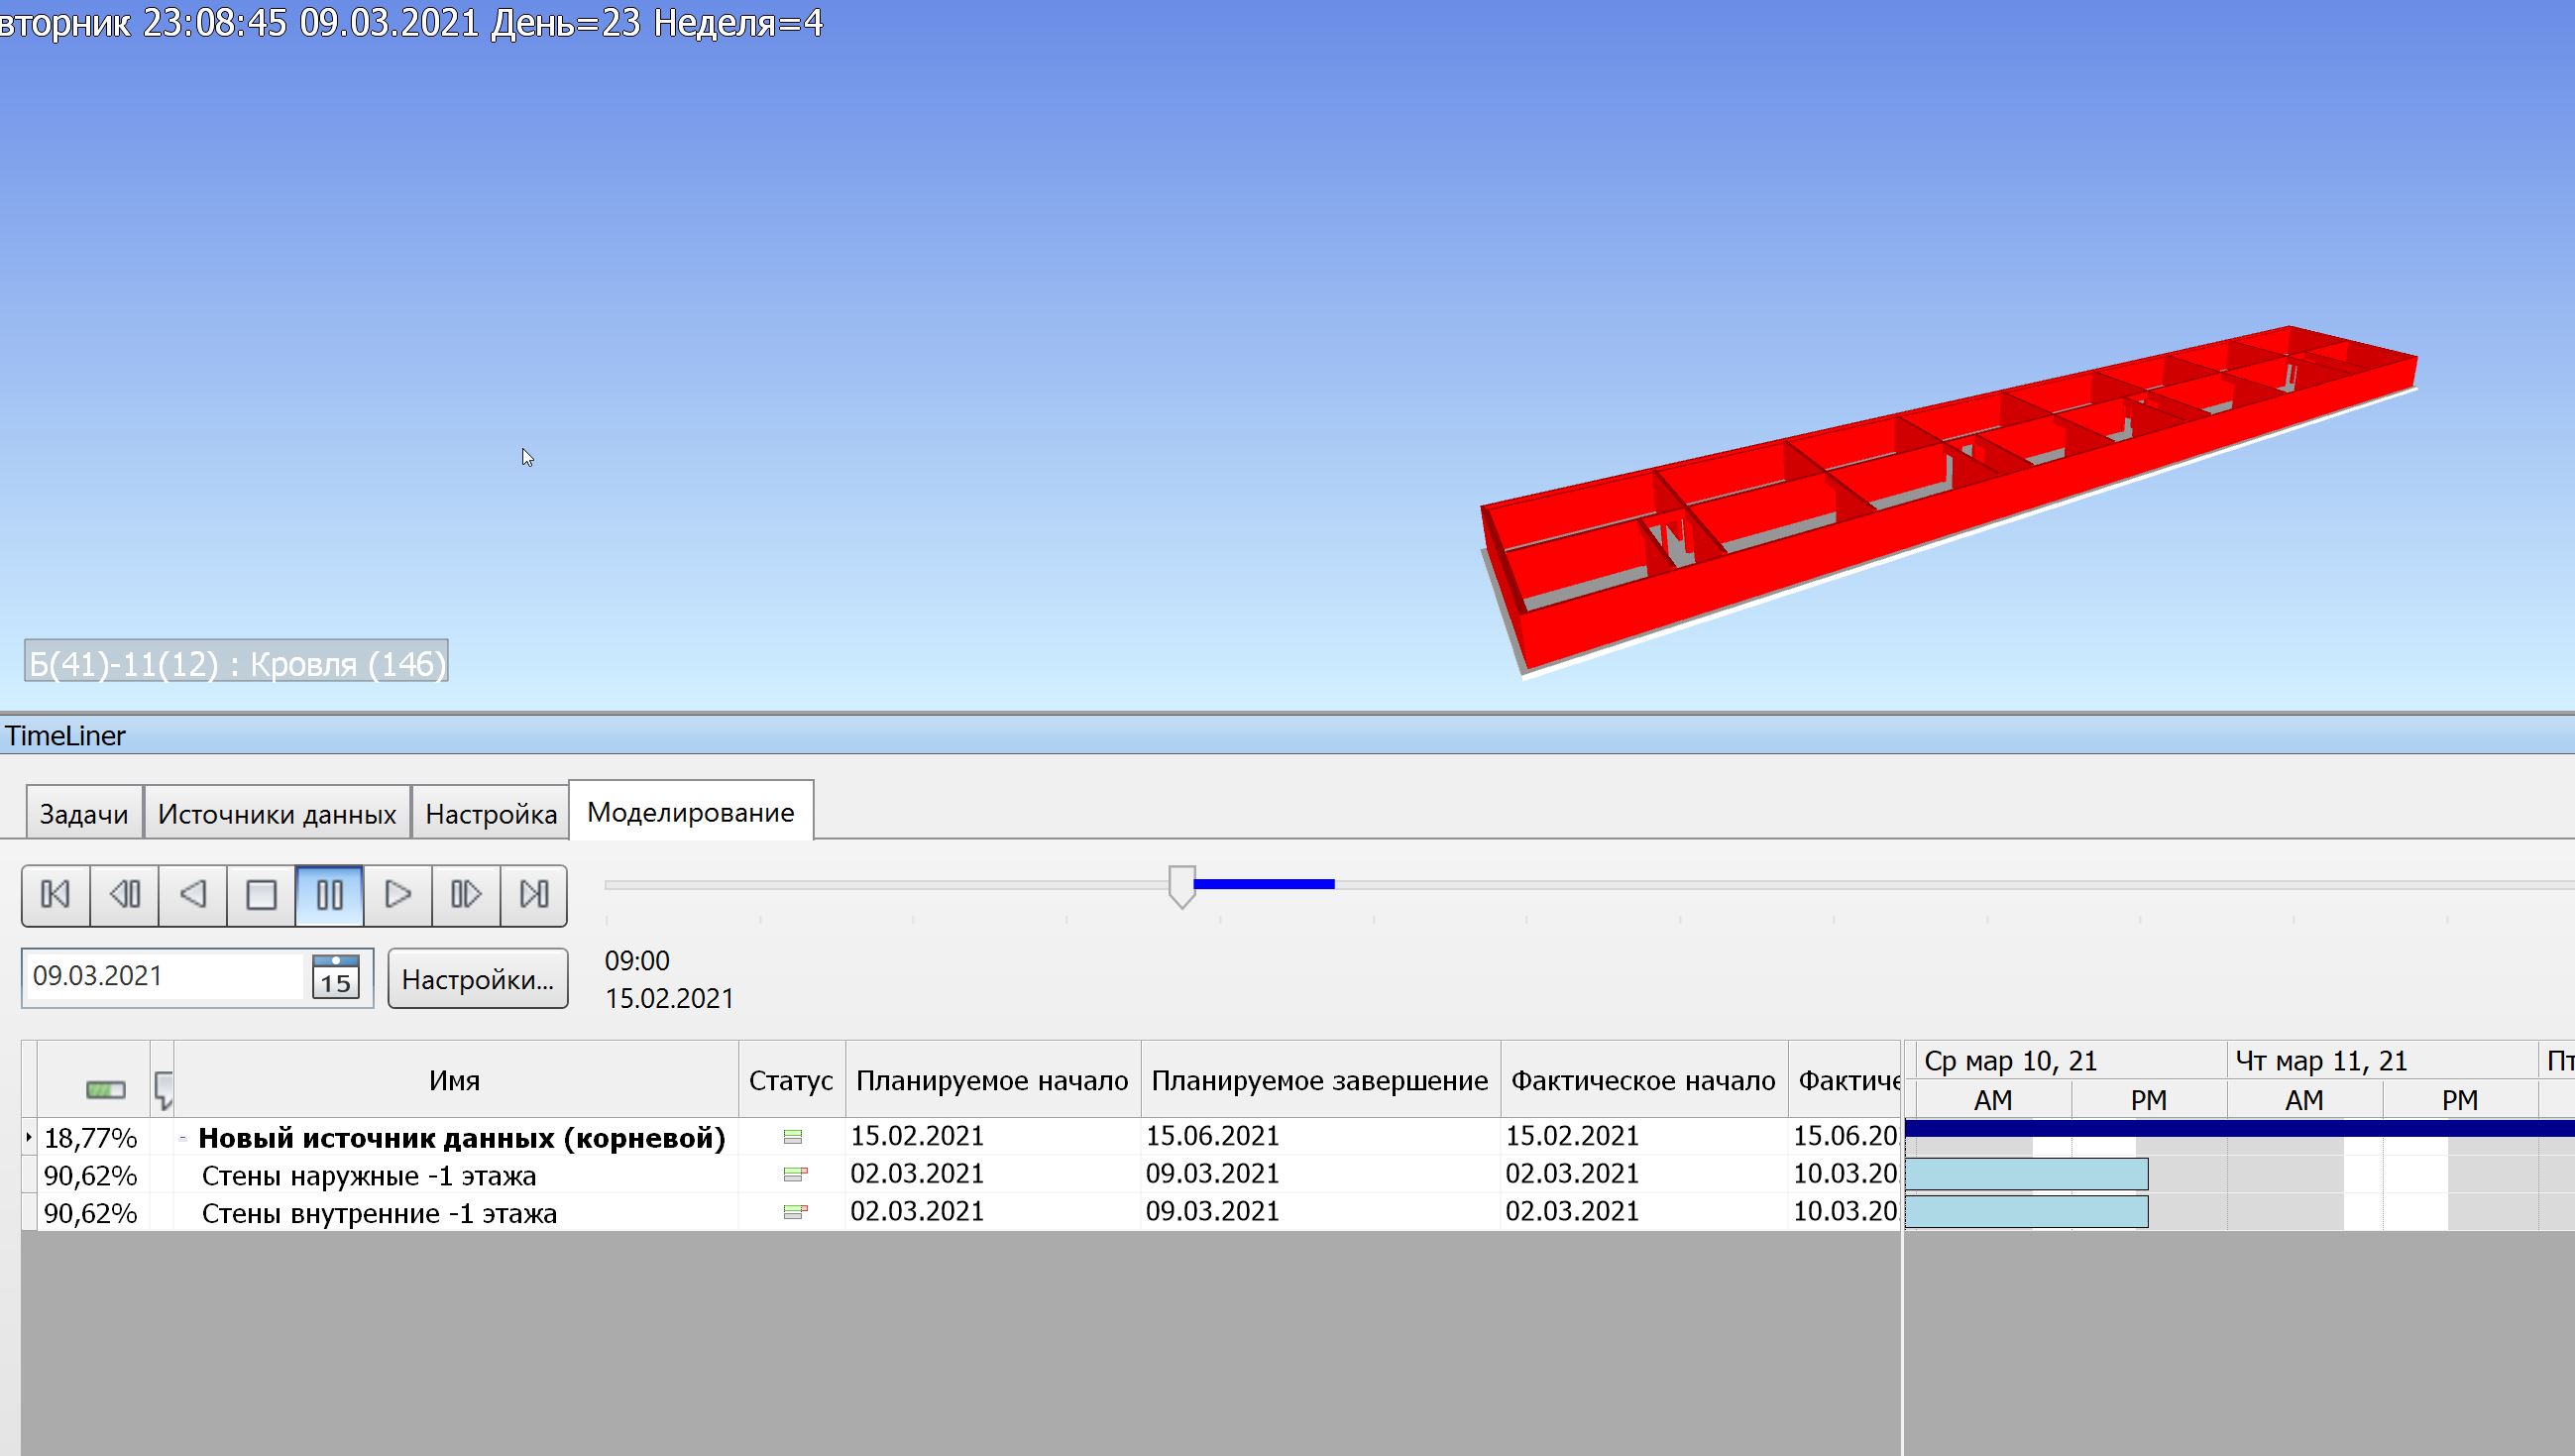 вторник 23:08:45 09.03.2021 День=23 Неделя=4
Б(41)-11(12) : Кровля (146)
TimeLiner
Задачи Источники данных Настройка Моделирование
09.03.2021 15 Настройки... 09:00
15.02.2021
Имя Статус Планируемое начало Планируемое завершение Фактическое начало Фактиче Ср мар 10, 21 Чт мар 11, 21 Пт
AM PM AM PM
18,77% Новый источник данных (корневой) 15.02.2021 15.06.2021 15.02.2021 15.06.20
90,62% Стены наружные -1 этажа 02.03.2021 09.03.2021 02.03.2021 10.03.20
90,62% Стены внутренние -1 этажа 02.03.2021 09.03.2021 02.03.2021 10.03.20